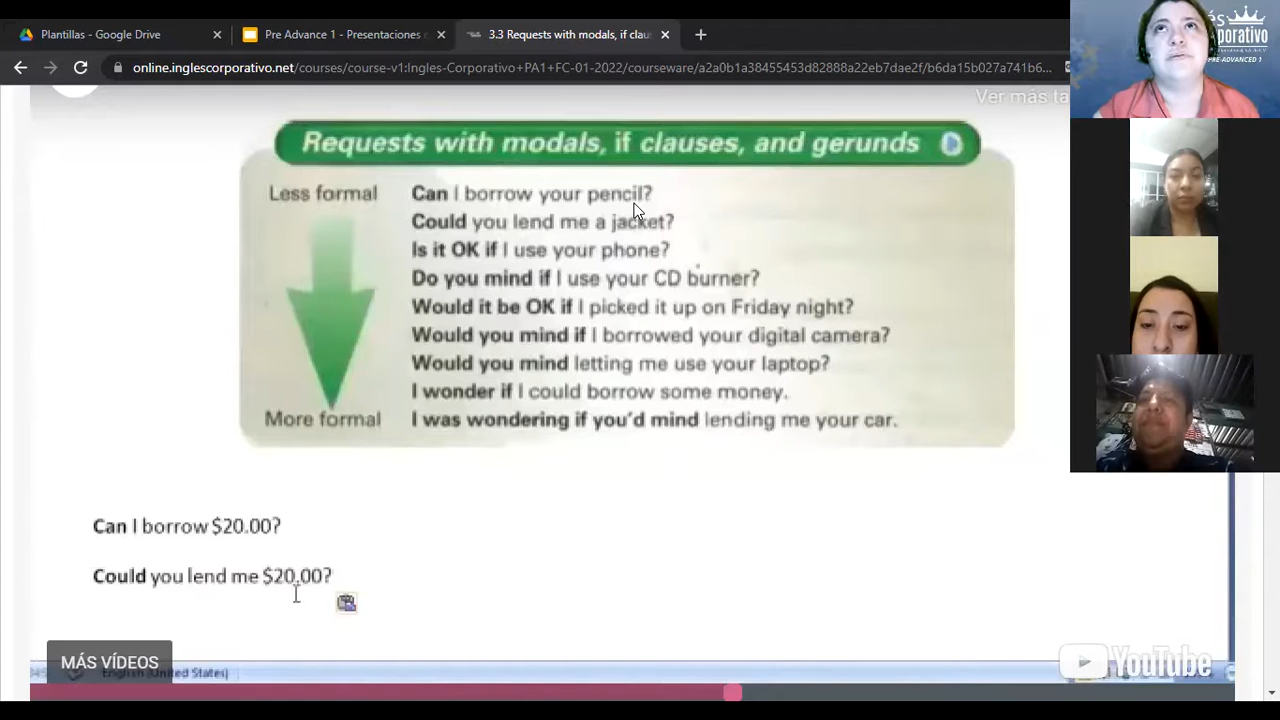 Plantillas - Google Drive
Pre Advance 1 - Presentaciones
3.3 Requests with modals, if clau
online.inglescorporativo.net/courses/course-v1:Ingles-Corporativo+PA1-FC-01-2022/courseware/a2a0b1a38455453d82888a22eb7dae2f/b6da15b027a741b6...
és
rporativo
PRE-ADVANCED 1
Ver más ta
Requests with modals, if clauses, and gerunds
Less formal
Can I borrow your pencil?
Could you lend me a jacket?
Is it OK if I use your phone?
Do you mind if I use your CD burner?
Would it be OK if I picked it up on Friday night?
Would you mind if I borrowed your digital camera?
Would you mind letting me use your laptop?
I wonder if I could borrow some money.
More formal
I was wondering if you'd mind lending me your car.
Can I borrow $20.00?
Could you lend me $20.00?
MÁS VÍDEOS
English (United States)
YouTube